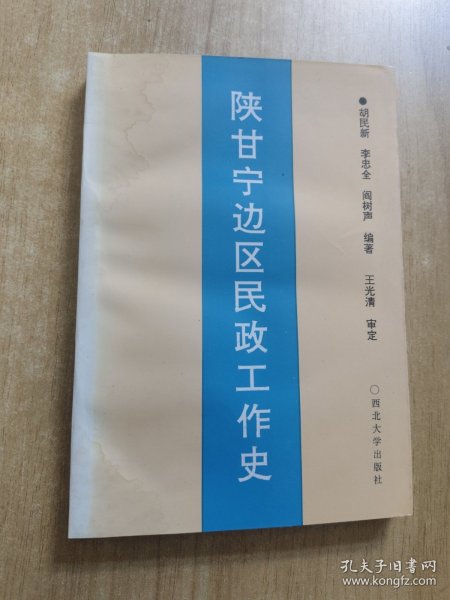 陕甘宁边区民政工作史
●胡民新 李忠全 阎树声 编著 王光清 审定
○西北大学出版社
孔夫子旧书网
www.kongfz.com